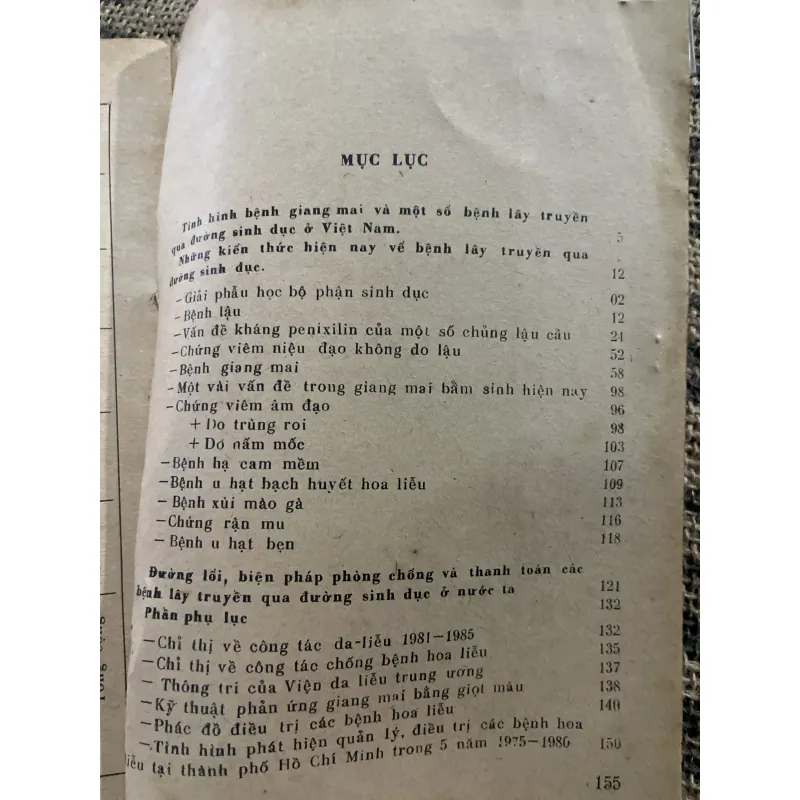 MỤC LỤC
Tình hình bệnh giang mai và một số bệnh lây truyền
qua đường sinh dục ở Việt Nam. 5
Những kiến thức hiện nay về bệnh lây truyền qua
đường sinh dục. 12
—Giải phẫu học bộ phận sinh dục 02
—Bệnh lậu 12
—Vấn đề kháng penixilin của một số chủng lậu cầu 24
—Chứng viêm niệu đạo không do lậu 52
—Bệnh giang mai 58
—Một vài vấn đề trong giang mai bẩm sinh hiện nay 98
—Chứng viêm âm đạo 96
+ Do trùng roi 98
+ Do nấm mốc 103
—Bệnh hạ cam mềm 107
—Bệnh u hạt bạch huyết hoa liễu 109
— Bệnh xùi mào gà 113
—Chứng rận mu 116
— Bệnh u hạt bẹn 118
Đường lối, biện pháp phòng chống và thanh toán các
bệnh lây truyền qua đường sinh dục ở nước ta 121
Phần phụ lục 132
—Chỉ thị về công tác da-liễu 1981—1985 132
—Chỉ thị về công tác chống bệnh hoa liễu 135
— Thông tri của Viện da liễu trung ương 137
—Kỹ thuật phản ứng giang mai bằng giọt máu 138
—Phác đồ điều trị các bệnh hoa liễu 140
—Tình hình phát hiện quản lý, điều trị các bệnh hoa
liễu tại thành phố Hồ Chí Minh trong 5 năm 1975—1980 150
155